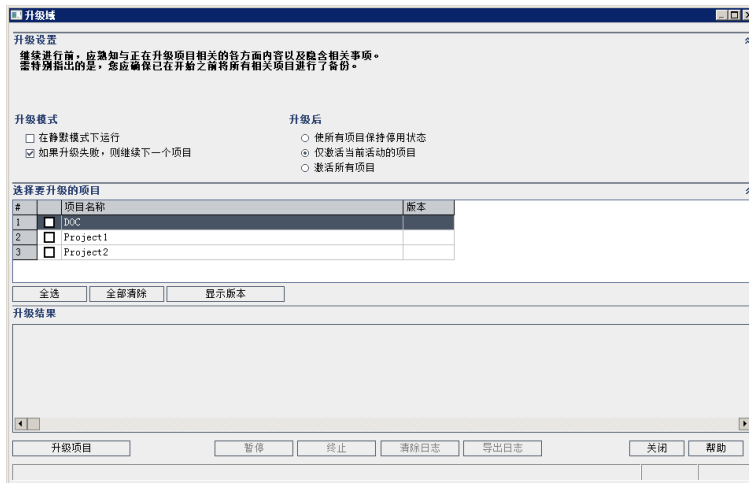 升级域
升级设置
继续进行前，应熟知与正在升级项目相关的各方面内容以及隐含相关事项。
需特别指出的是，您应确保已在开始之前将所有相关项目进行了备份。
升级模式
在静默模式下运行
如果升级失败，则继续下一个项目
升级后
使所有项目保持停用状态
仅激活当前活动的项目
激活所有项目
选择要升级的项目
# 项目名称 版本
1 DOC
2 Project1
3 Project2
全选 全部清除 显示版本
升级结果
升级项目 暂停 终止 清除日志 导出日志 关闭 帮助